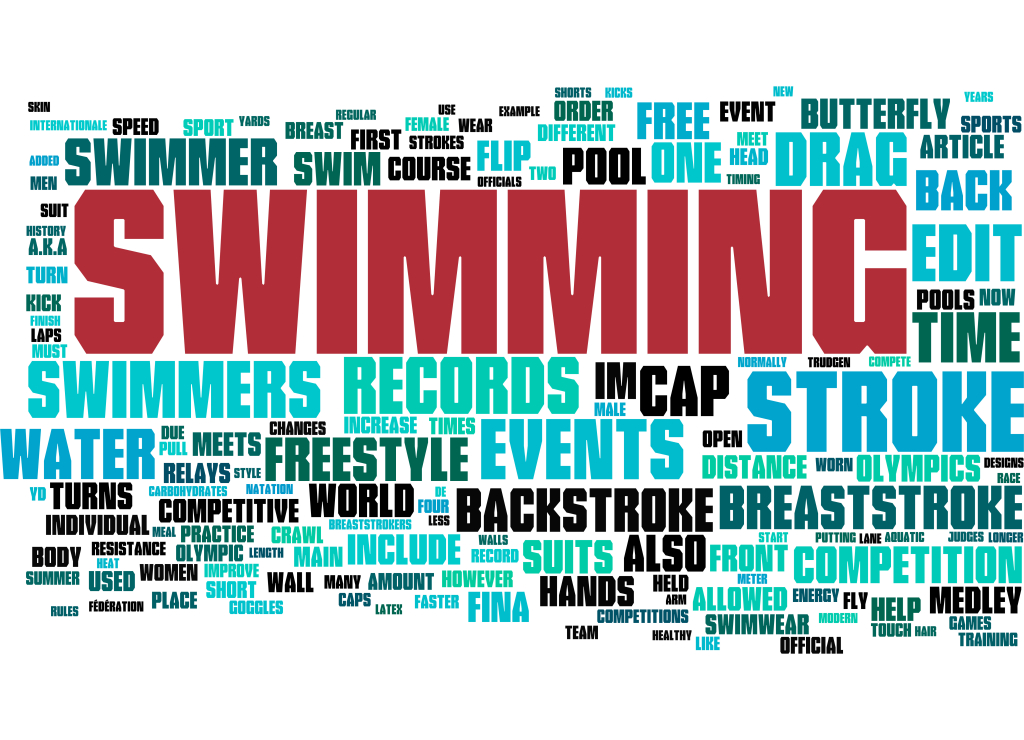 SHORTS KICKS NEW YEARS
SKIN REGULAR USE EXAMPLE ORDER FREE EVENT BUTTERFLY
INTERNATIONALE SPEED SPORT YARDS BREAST FIRST STROKES FEMALE WEAR DIFFERENT MEET SPORTS
ADDED SWIMMER SWIM COURSE FLIP TWO POOL ONE HEAD DRAG ARTICLE
MEN OFFICIALS TIMING BACK
SUIT
SWIMMING
HISTORY
A.K.A EDIT
TURN
KICK POOLS NOW
FINISH
LAPS TIME
MUST
SWIMMERS RECORDS IM CAP NORMALLY TRUDGEN COMPETE
MALE STROKE
WATER DUE PULL MEETS CHANGES INCREASE TIMES EVENTS OPEN
RELAYS STYLE FREESTYLE DISTANCE WORN OLYMPICS DESIGNS
RACE
YD TURNS CARBOHYDRATES NATATION WORLD DE FOUR BACKSTROKE BREASTSTROKE
COMPETITIVE LESS
INDIVIDUAL MEAL PRACTICE CRAWL BREASTSTROKERS WALLS START PUTTING LANE AQUATIC JUDGES LONGER
BODY RESISTANCE OLYMPIC LENGTH MAIN INCLUDE RECORD SUITS ALSO FRONT COMPETITION
HEAT
SUMMER USED WOMEN IMPROVE WALL MANY AMOUNT HOWEVER HANDS HELD METER ENERGY FLY MEDLEY
SHORT
RULES FÉDÉRATION PLACE GOGGLES CAPS LATEX FASTER FINA ARM ALLOWED HELP
COMPETITIONS SWIMWEAR MODERN TOUCH HAIR GAMES
TEAM HEALTHY LIKE OFFICIAL TRAINING